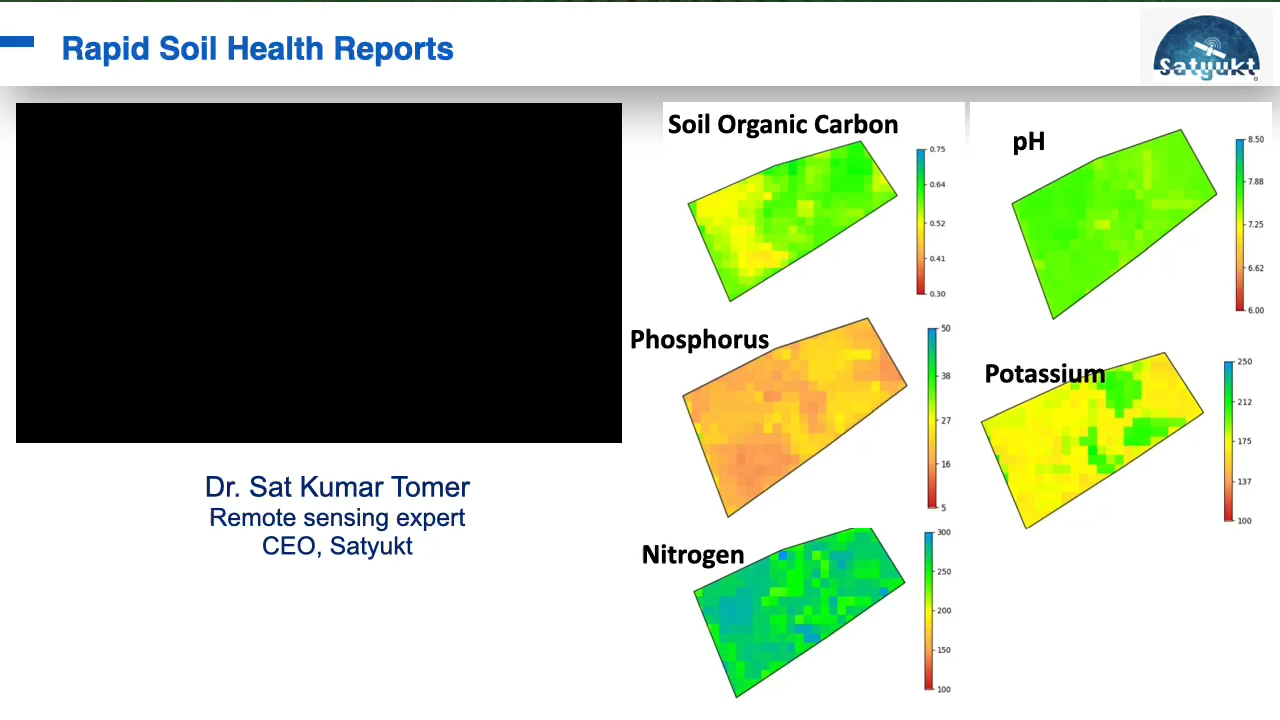 Rapid Soil Health Reports
Satyukt
Dr. Sat Kumar Tomer
Remote sensing expert
CEO, Satyukt
Soil Organic Carbon
0.75
0.64
0.52
0.41
0.30
pH
8.50
7.88
7.25
6.62
6.00
Phosphorus
50
38
27
16
5
Potassium
250
212
175
137
100
Nitrogen
300
250
200
150
100